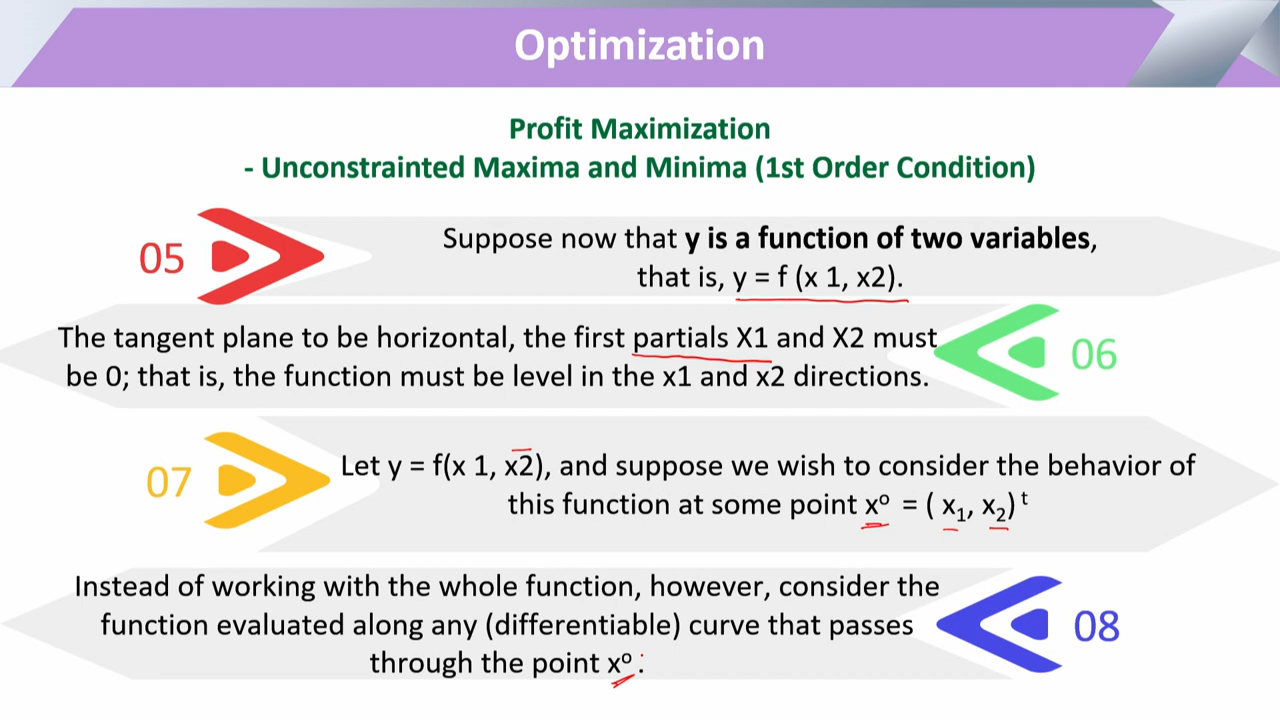 Optimization
Profit Maximization
- Unconstrainted Maxima and Minima (1st Order Condition)
05
Suppose now that y is a function of two variables,
that is, y = f (x 1, x2).
The tangent plane to be horizontal, the first partials X1 and X2 must
be 0; that is, the function must be level in the x1 and x2 directions.
06
07
Let y = f(x 1, x2), and suppose we wish to consider the behavior of
this function at some point xᵒ = ( x₁, x₂) ᵗ
Instead of working with the whole function, however, consider the
function evaluated along any (differentiable) curve that passes
through the point xᵒ :
08